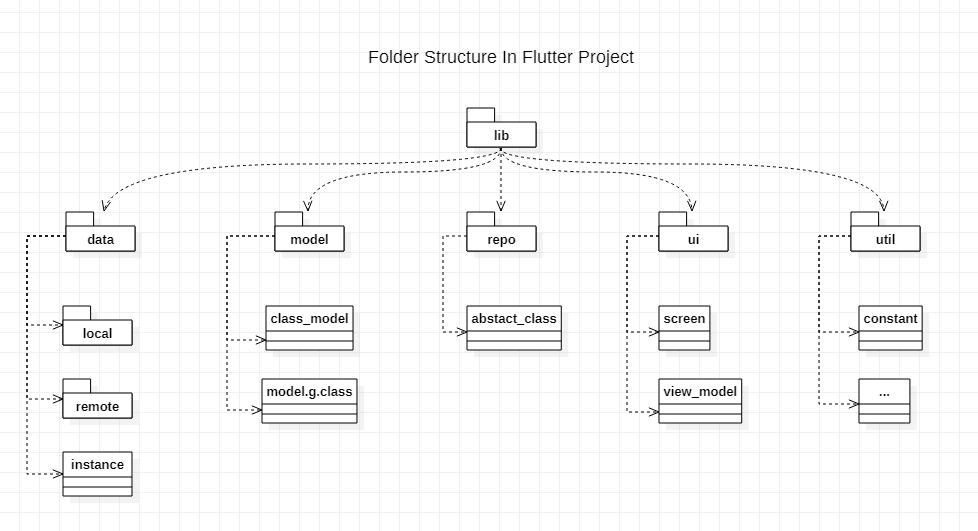 Folder Structure In Flutter Project
lib
data
model
repo
ui
util
local
class_model
abstact_class
screen
constant
remote
model.g.class
view_model
...
instance